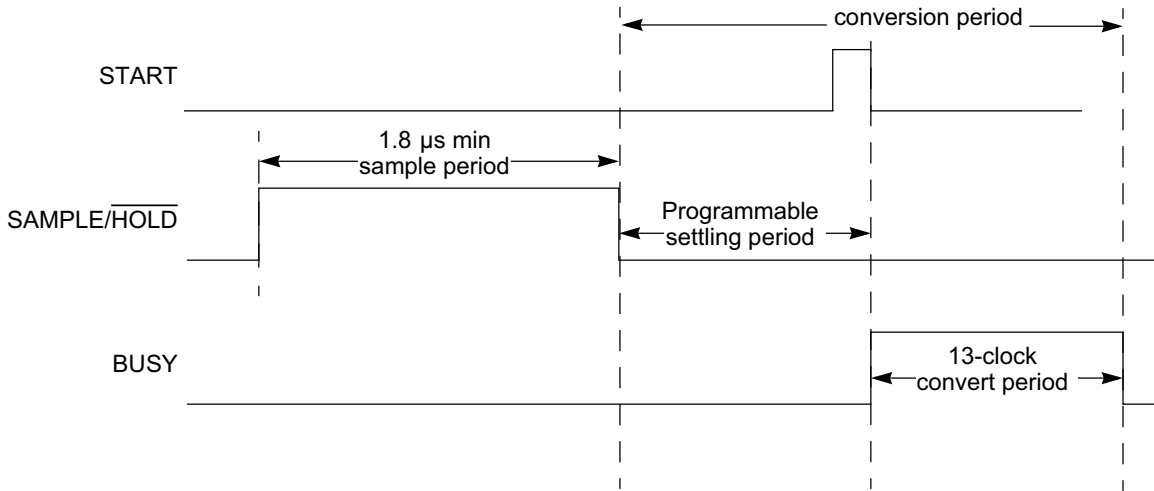 conversion period
START
1.8 µs min
sample period
SAMPLE/HOLD
Programmable
settling period
BUSY
13-clock
convert period